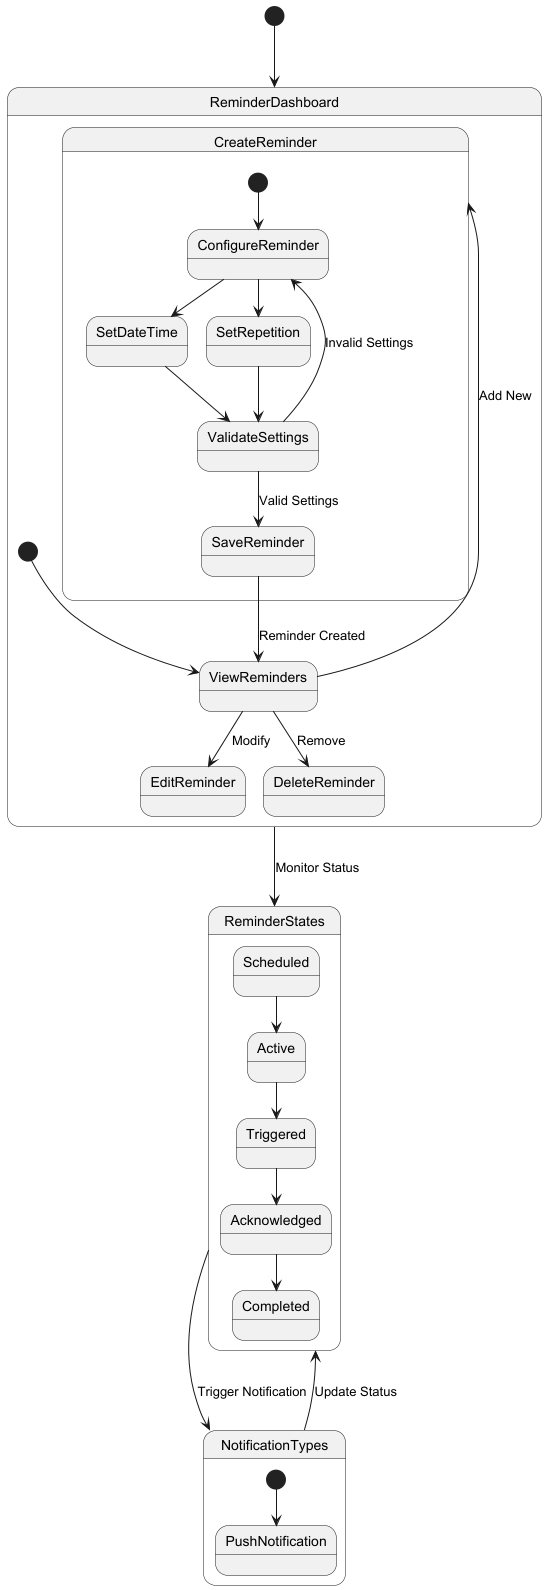 ReminderDashboard
CreateReminder
ConfigureReminder
SetDateTime
SetRepetition
Invalid Settings
Add New
ValidateSettings
Valid Settings
SaveReminder
Reminder Created
ViewReminders
Modify
Remove
EditReminder
DeleteReminder
Monitor Status
ReminderStates
Scheduled
Active
Triggered
Acknowledged
Completed
Trigger Notification
Update Status
NotificationTypes
PushNotification